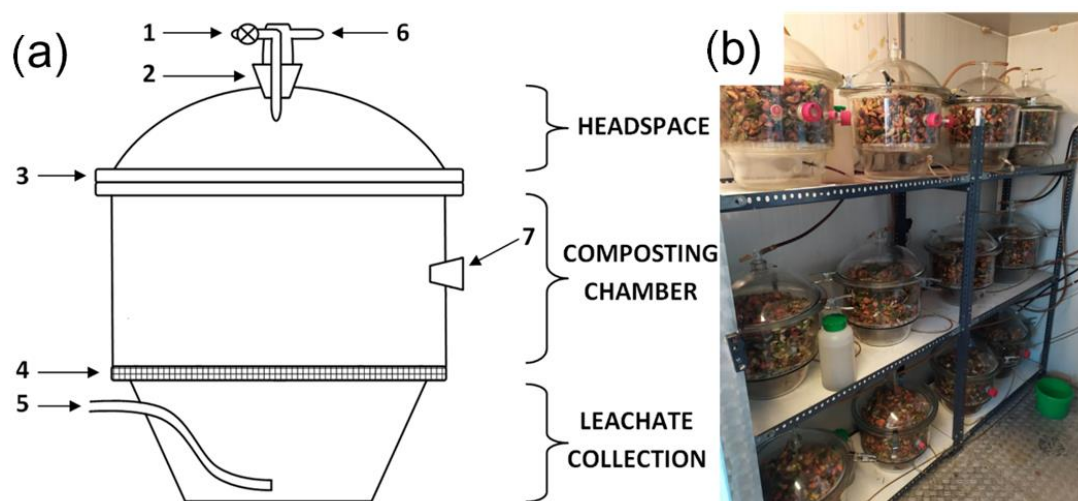 (a)
1
6
2
HEADSPACE
3
7
COMPOSTING
CHAMBER
4
5
LEACHATE
COLLECTION
(b)